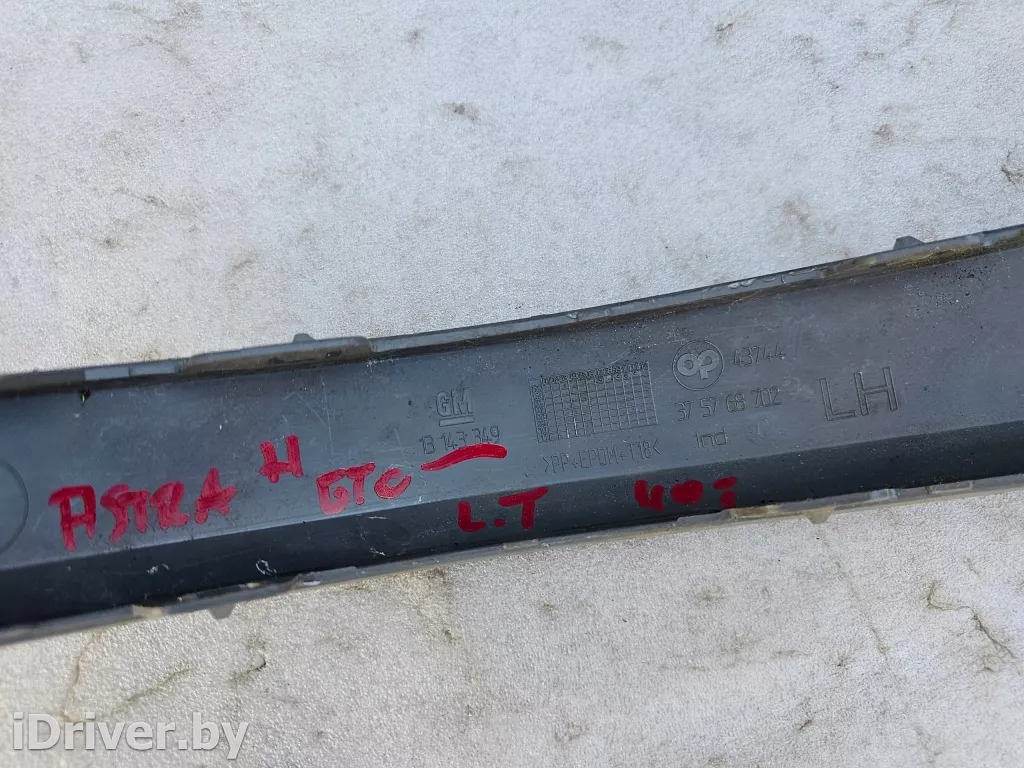 GM
13 143 349
43744
37 57 68 702
Ind
>PP+EPDM-T18<
LH
ASTRA H GTC
L.T
iDriver.by